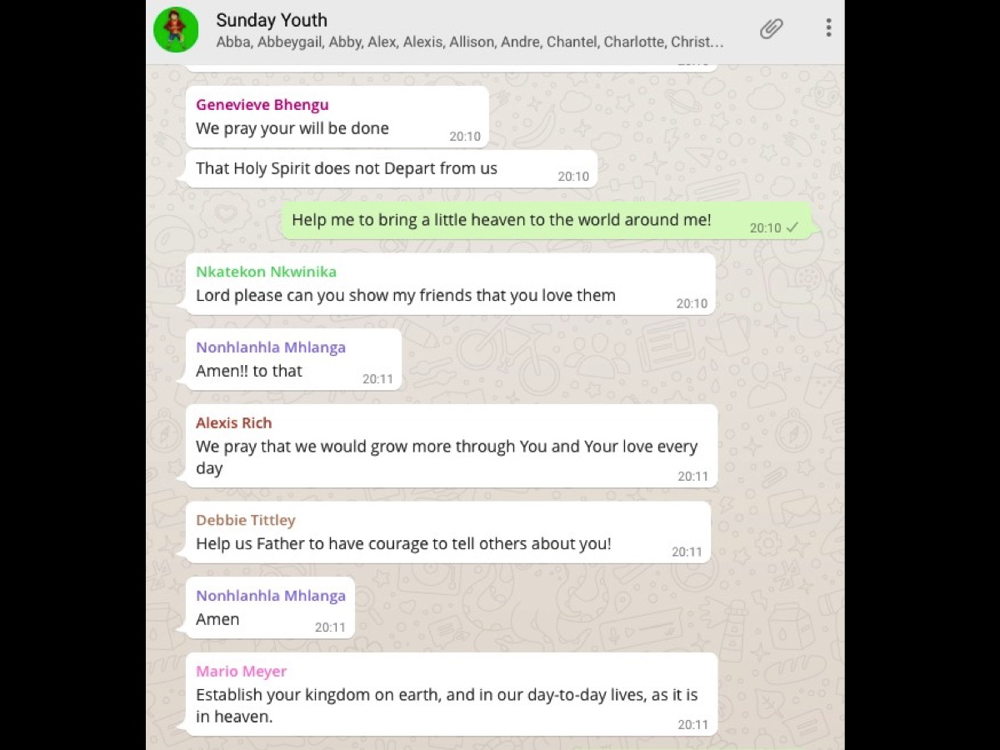 Sunday Youth
Abba, Abbeygail, Abby, Alex, Alexis, Allison, Andre, Chantel, Charlotte, Christ…
Genevieve Bhengu
We pray your will be done
20:10
That Holy Spirit does not Depart from us
20:10
Help me to bring a little heaven to the world around me!
20:10
Nkatekon Nkwinika
Lord please can you show my friends that you love them
20:10
Nonhlanhla Mhlanga
Amen!! to that
20:11
Alexis Rich
We pray that we would grow more through You and Your love every
day
20:11
Debbie Tittley
Help us Father to have courage to tell others about you!
20:11
Nonhlanhla Mhlanga
Amen
20:11
Mario Meyer
Establish your kingdom on earth, and in our day-to-day lives, as it is
in heaven.
20:11